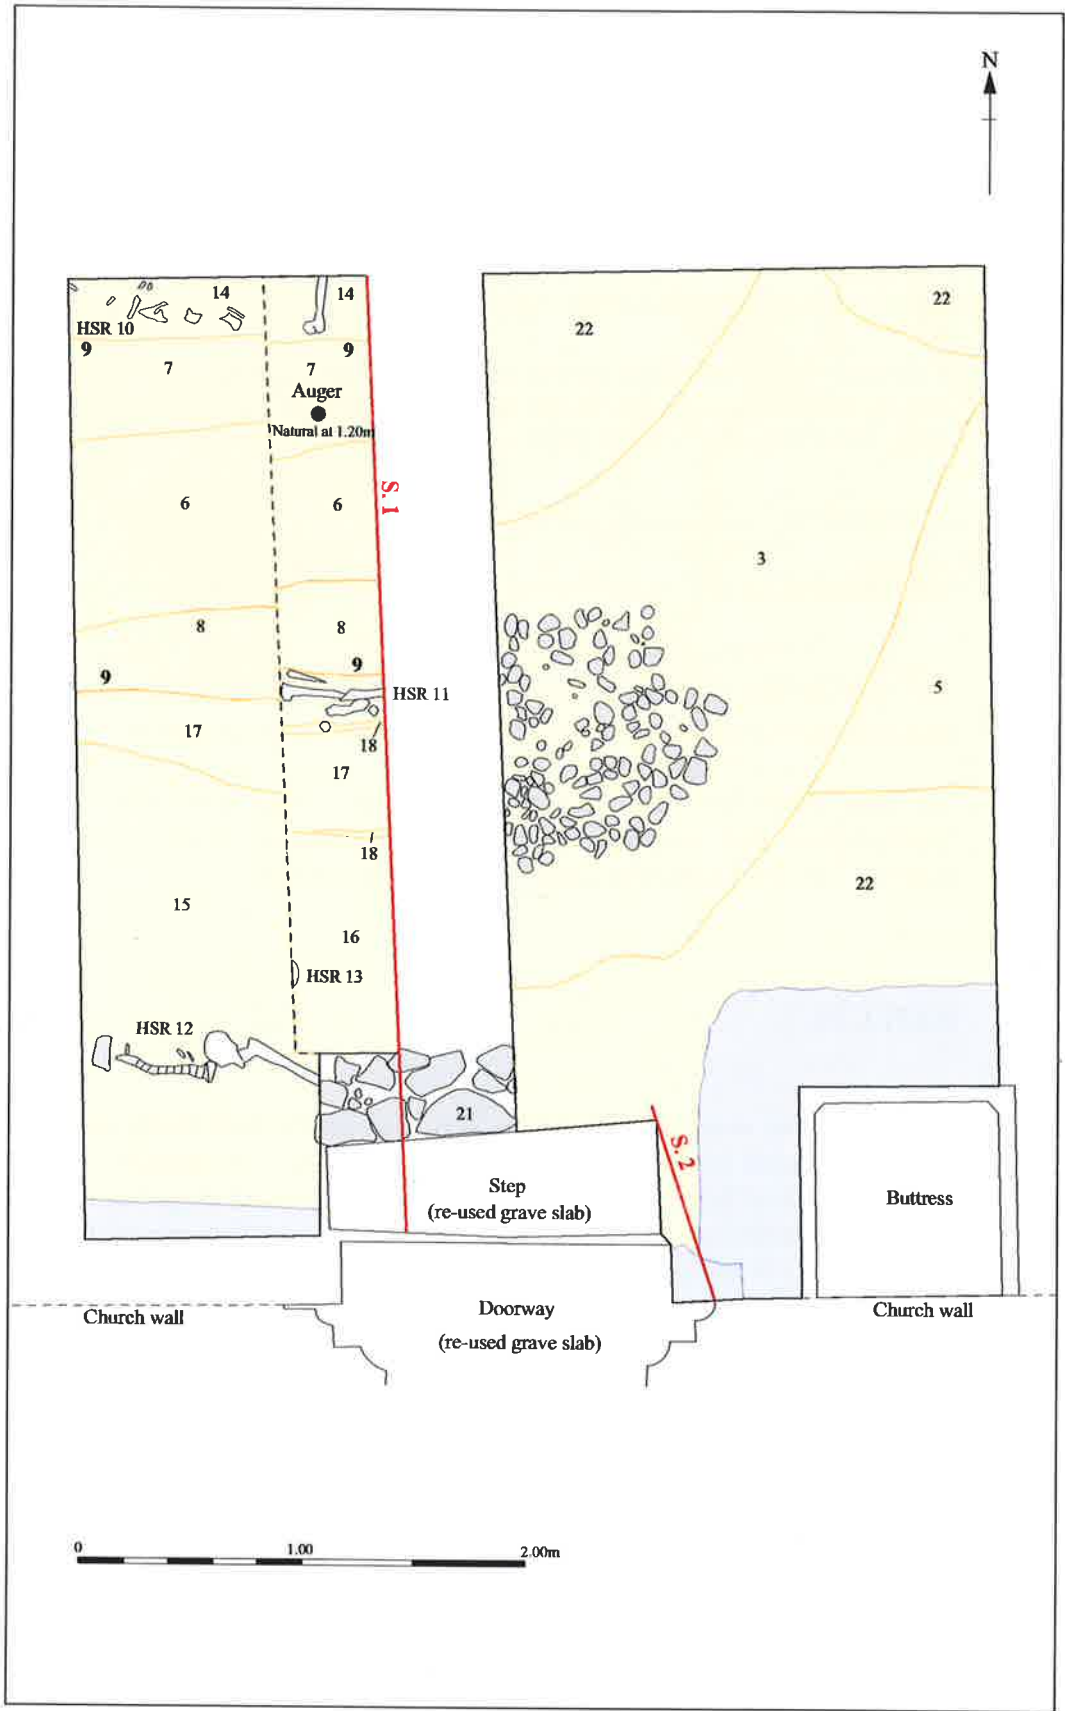 N
14
14
22
22
HSR 10
9
9
7
7
Auger
Natural at 1.20m
S. 1
6
6
3
8
8
9
9
5
HSR 11
17
18
17
18
22
15
16
HSR 13
HSR 12
21
S. 2
Step
(re-used grave slab)
Buttress
Church wall
Doorway
(re-used grave slab)
Church wall
0
1.00
2.00m